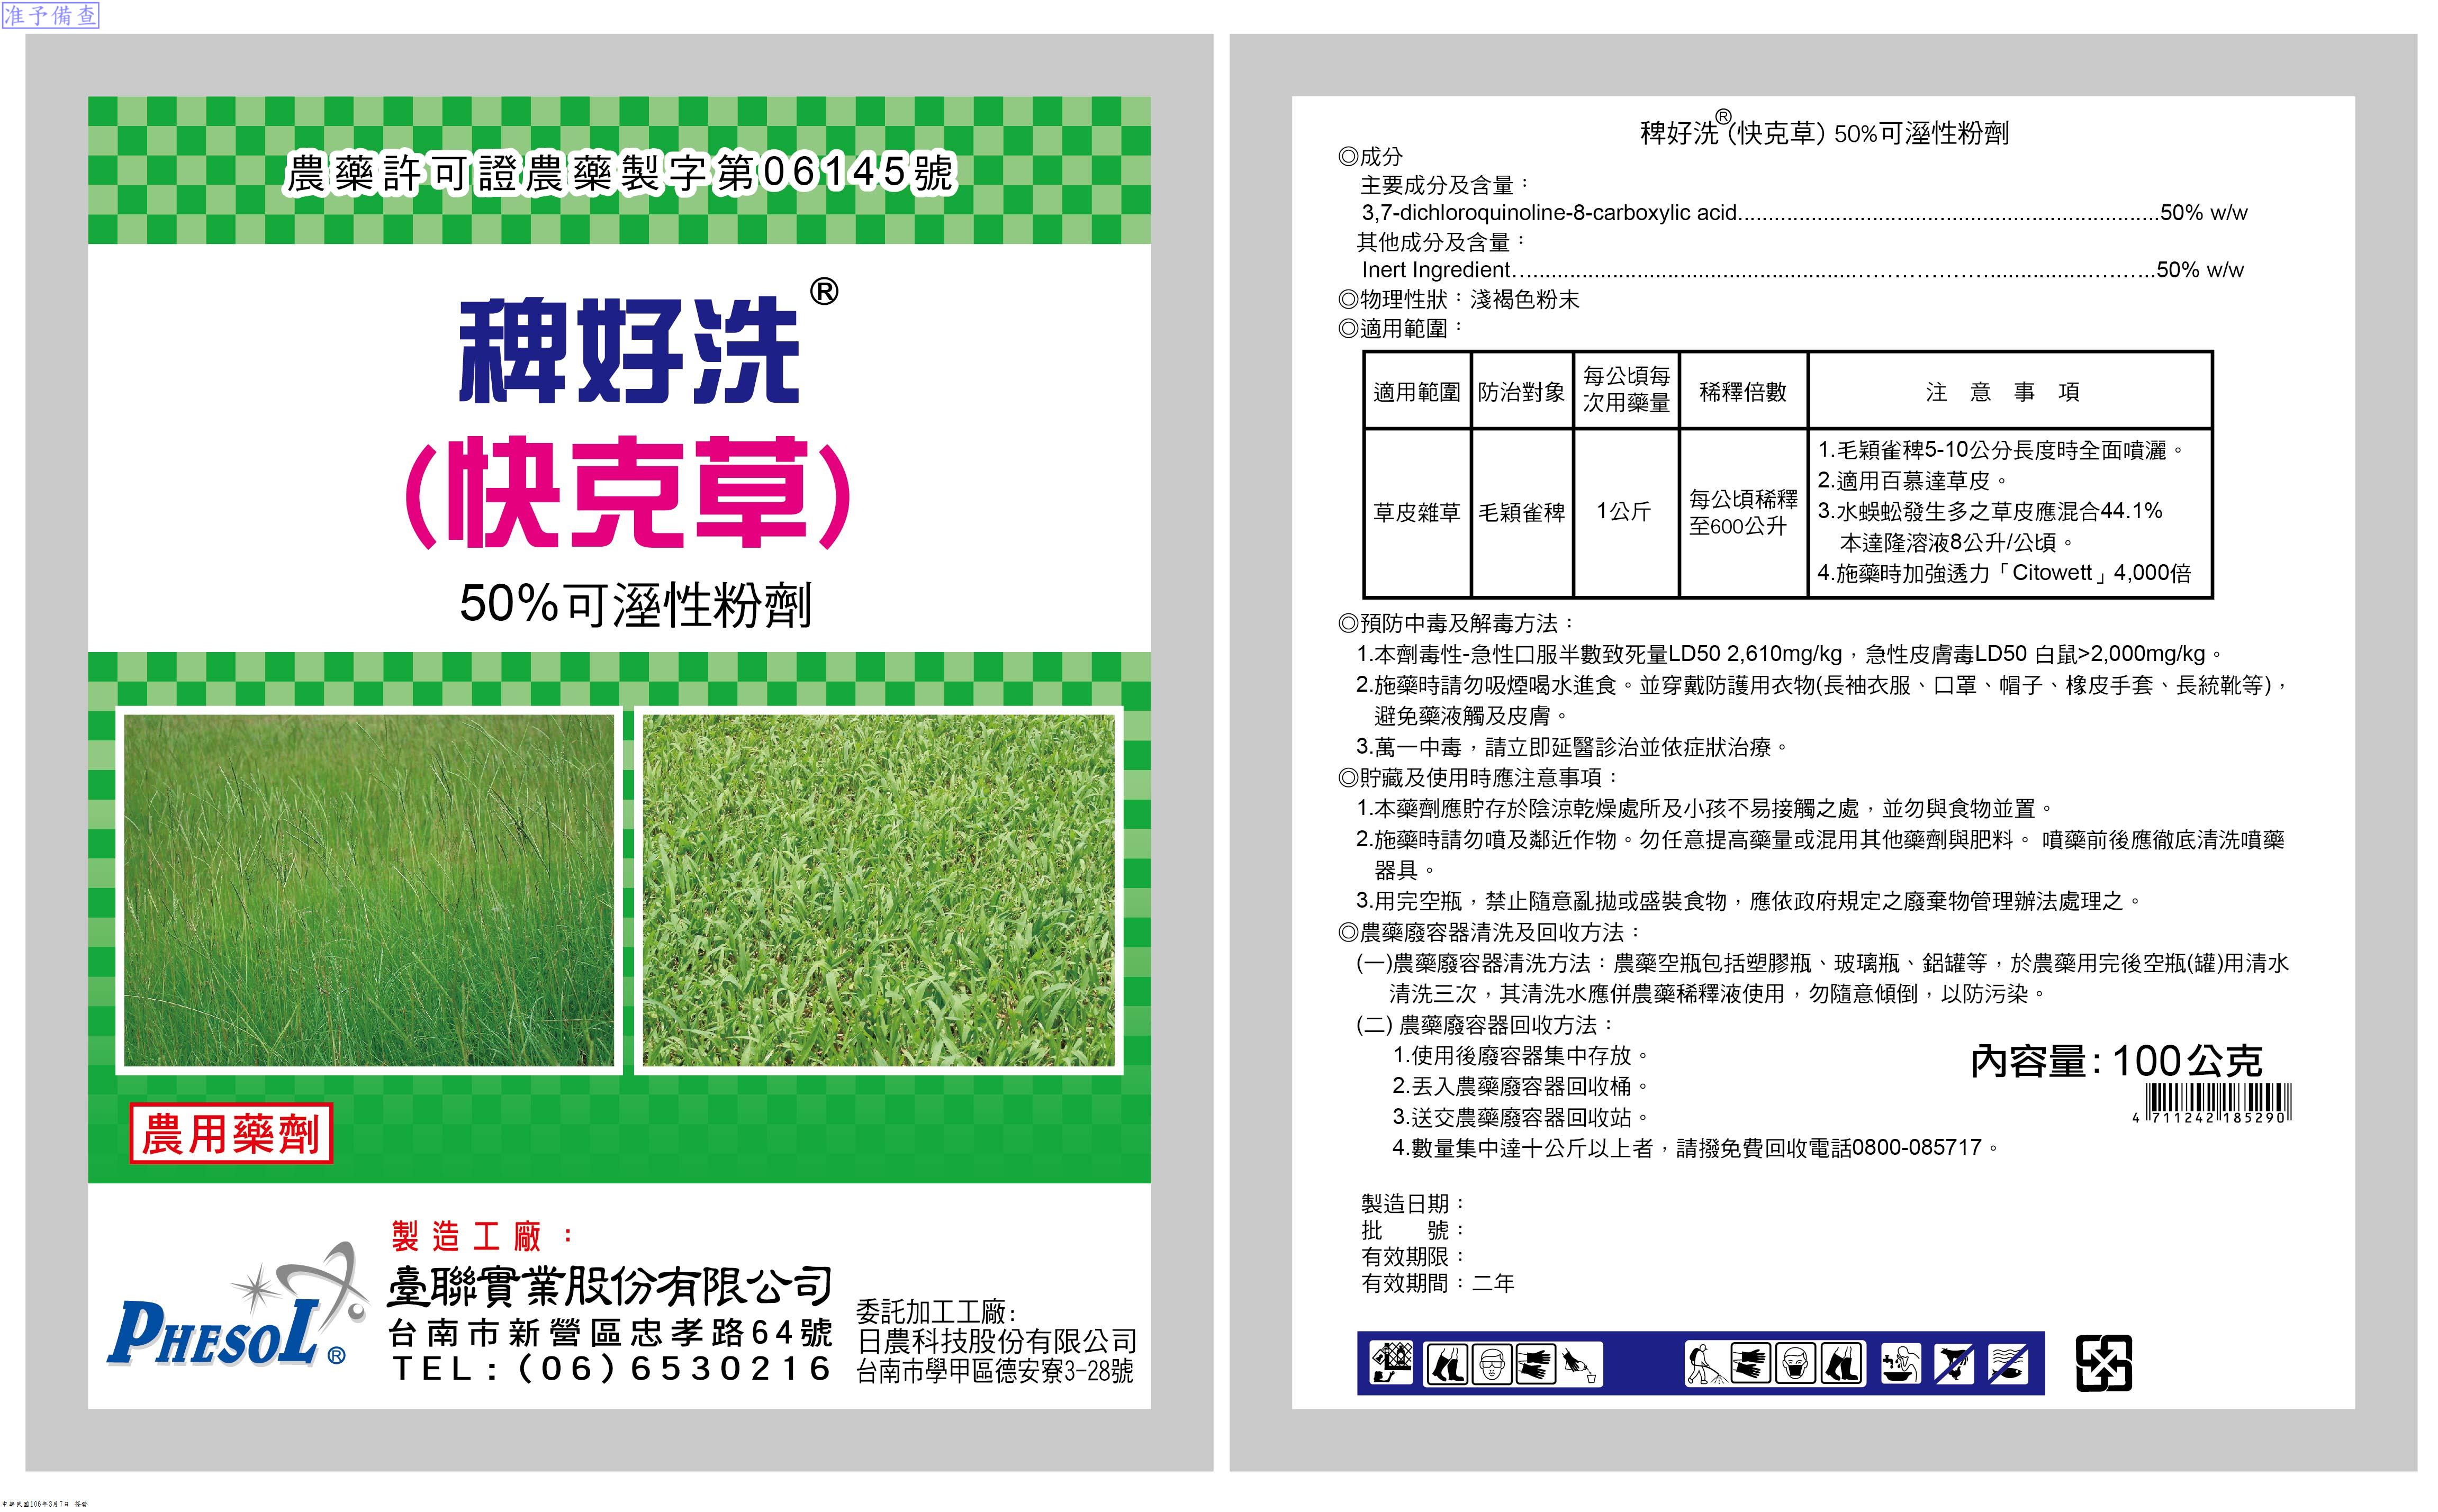 准予備查
農藥許可證農藥製字第06145號
稗好洗®
(快克草)
50%可溼性粉劑
農用藥劑
PHESOL®
製造工廠：
臺聯實業股份有限公司
台南市新營區忠孝路64號
TEL:(06)6530216
委託加工工廠:
日農科技股份有限公司
台南市學甲區德安寮3-28號
稗好洗®(快克草) 50%可溼性粉劑
◎成分
主要成分及含量：
3,7-dichloroquinoline-8-carboxylic acid.....................................................................50% w/w
其他成分及含量：
Inert Ingredient.........................................................................................................50% w/w
◎物理性狀：淺褐色粉末
◎適用範圍：
適用範圍 防治對象 每公頃每次用藥量 稀釋倍數 注 意 事 項
草皮雜草 毛穎雀稗 1公斤 每公頃稀釋至600公升
1.毛穎雀稗5-10公分長度時全面噴灑。
2.適用百慕達草皮。
3.水蜈蚣發生多之草皮應混合44.1%
本達隆溶液8公升/公頃。
4.施藥時加強透力「Citowett」4,000倍
◎預防中毒及解毒方法：
1.本劑毒性-急性口服半數致死量LD50 2,610mg/kg，急性皮膚毒LD50 白鼠>2,000mg/kg。
2.施藥時請勿吸煙喝水進食。並穿戴防護用衣物(長袖衣服、口罩、帽子、橡皮手套、長統靴等)，
避免藥液觸及皮膚。
3.萬一中毒，請立即延醫診治並依症狀治療。
◎貯藏及使用時應注意事項：
1.本藥劑應貯存於陰涼乾燥處所及小孩不易接觸之處，並勿與食物並置。
2.施藥時請勿噴及鄰近作物。勿任意提高藥量或混用其他藥劑與肥料。 噴藥前後應徹底清洗噴藥
器具。
3.用完空瓶，禁止隨意亂拋或盛裝食物，應依政府規定之廢棄物管理辦法處理之。
◎農藥廢容器清洗及回收方法：
(一)農藥廢容器清洗方法：農藥空瓶包括塑膠瓶、玻璃瓶、鋁罐等，於農藥用完後空瓶(罐)用清水
清洗三次，其清洗水應併農藥稀釋液使用，勿隨意傾倒，以防污染。
(二) 農藥廢容器回收方法：
1.使用後廢容器集中存放。
2.丟入農藥廢容器回收桶。
3.送交農藥廢容器回收站。
4.數量集中達十公斤以上者，請撥免費回收電話0800-085717。
內容量: 100公克
4 711242 185290
製造日期：
批　　號：
有效期限：
有效期間：二年
中華民國106年3月7日 簽發